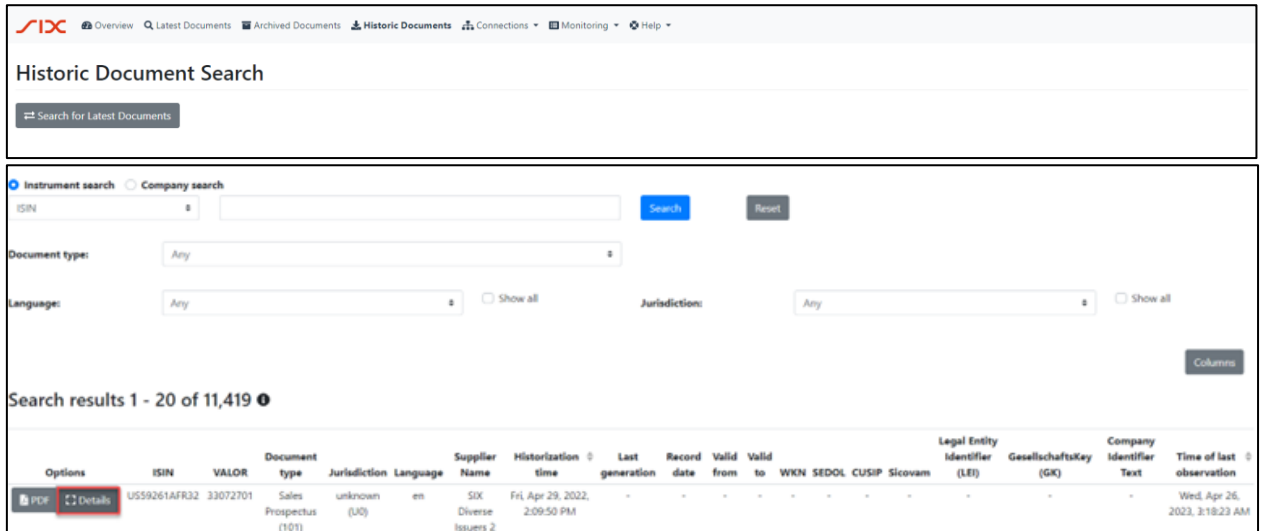 SIX Overview Latest Documents Archived Documents Historic Documents Connections Monitoring Help
Historic Document Search
Search for Latest Documents
Instrument search Company search
ISIN Search Reset
Document type: Any
Language: Any Show all Jurisdiction: Any Show all
Columns
Search results 1 - 20 of 11,419
Legal Entity Company
Document Supplier Historization Last Record Valid Valid Identifier GesellschaftsKey Identifier Time of last
Options ISIN VALOR type Jurisdiction Language Name time generation date from to WKN SEDOL CUSIP Sicovam (LEI) (GK) Text observation
PDF Details US59261AFR32 33072701 Sales unknown en SIX Fri, Apr 29, 2022, - - - - - - - - - - - Wed, Apr 26,
Prospectus (U0) Diverse 2:09:50 PM 2023, 3:18:23 AM
(101) Issuers 2